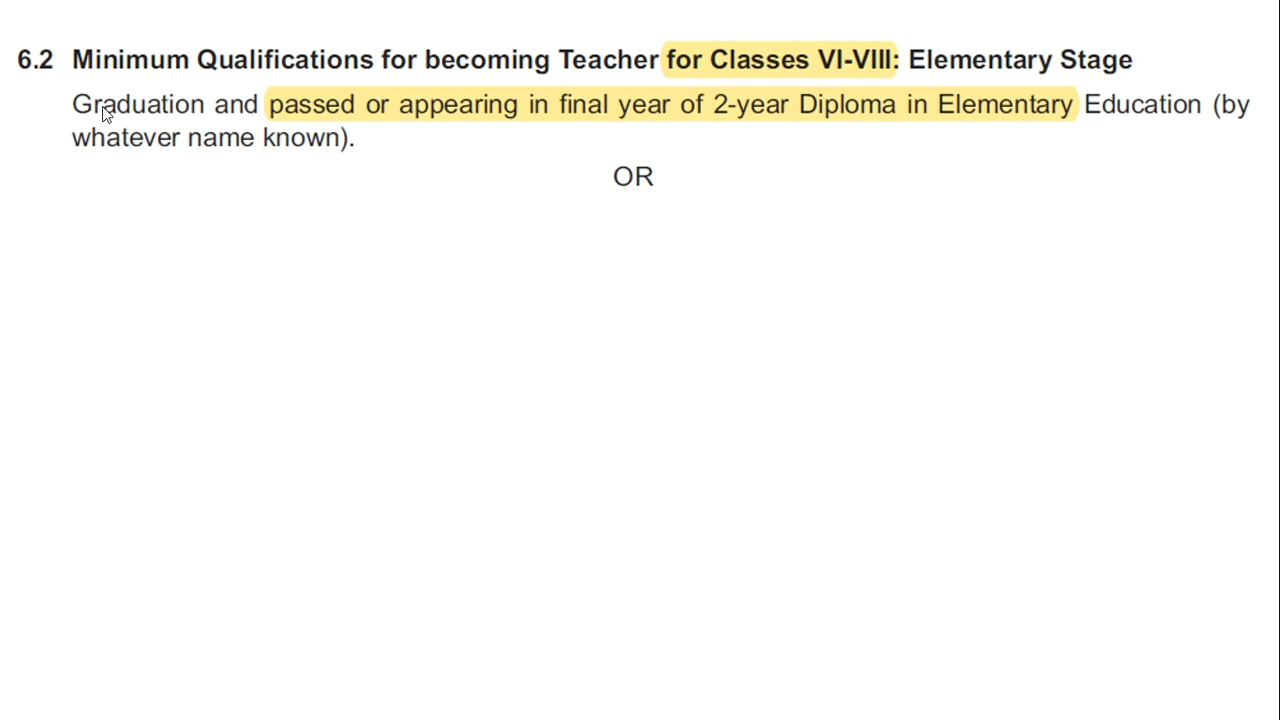 6.2 Minimum Qualifications for becoming Teacher for Classes VI-VIII: Elementary Stage
Graduation and passed or appearing in final year of 2-year Diploma in Elementary Education (by
whatever name known).
OR